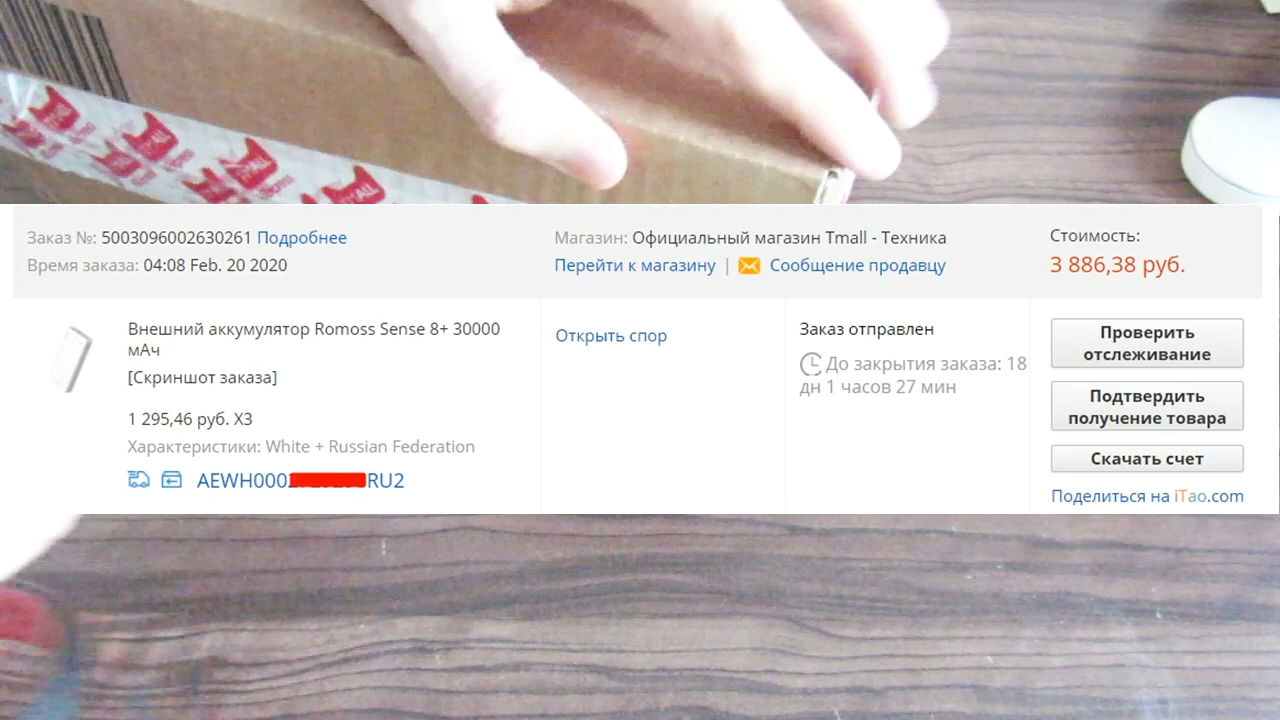 Заказ №: 5003096002630261 Подробнее
Время заказа: 04:08 Feb. 20 2020
Магазин: Официальный магазин Tmall - Техника
Перейти к магазину | Сообщение продавцу
Стоимость:
3 886,38 руб.
Внешний аккумулятор Romoss Sense 8+ 30000
мАч
[Скриншот заказа]
1 295,46 руб. X3
Характеристики: White + Russian Federation
AEWH000
RU2
Открыть спор
Заказ отправлен
До закрытия заказа: 18
дн 1 часов 27 мин
Проверить
отслеживание
Подтвердить
получение товара
Скачать счет
Поделиться на iTao.com